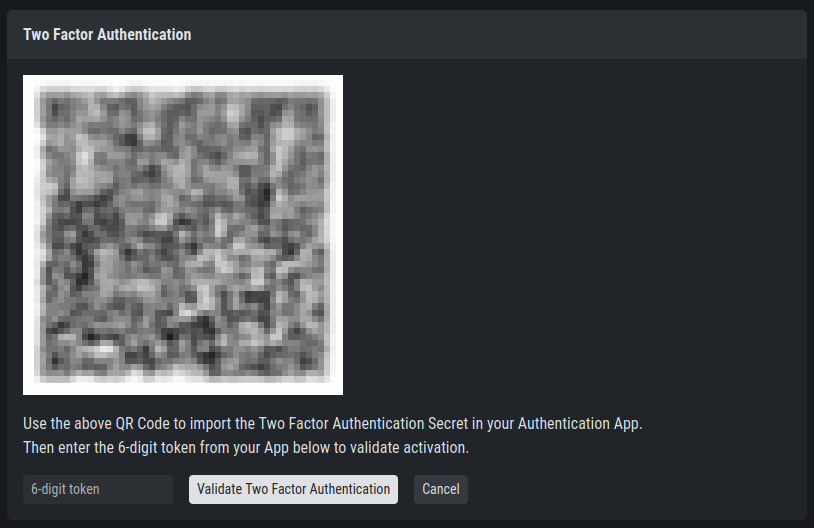 Two Factor Authentication
Use the above QR Code to import the Two Factor Authentication Secret in your Authentication App.
Then enter the 6-digit token from your App below to validate activation.
6-digit token
Validate Two Factor Authentication
Cancel